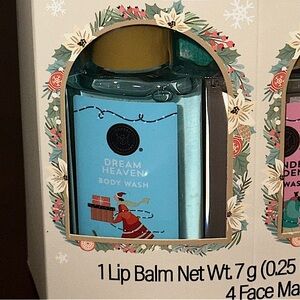 DREAM
HEAVEN
BODY WASH
1 Lip Balm Net Wt. 7 g (0.25
4 Face Ma